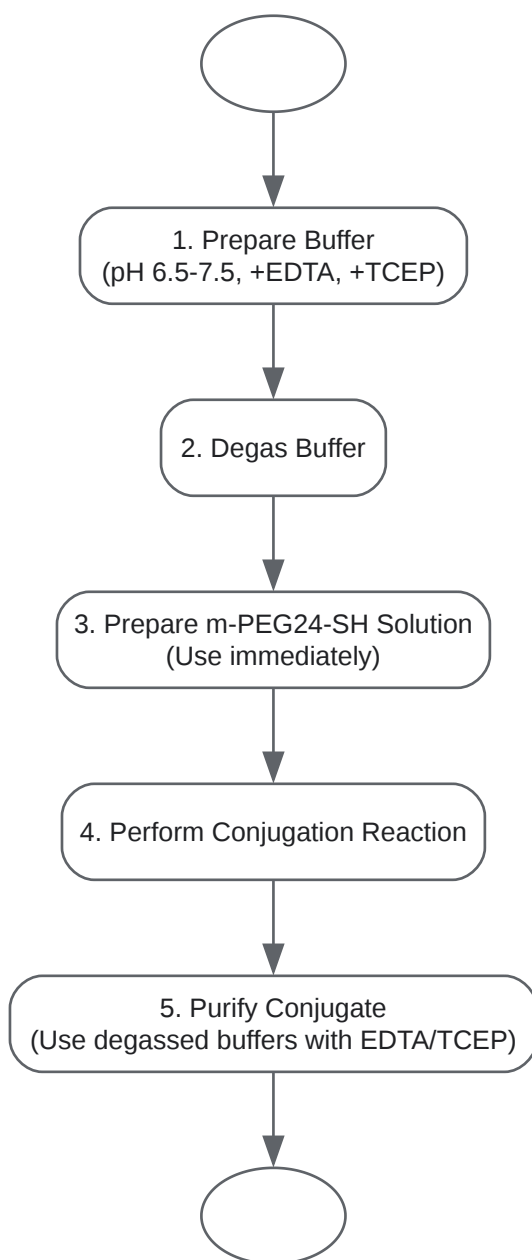 1. Prepare Buffer
(pH 6.5-7.5, +EDTA, +TCEP)
2. Degas Buffer
3. Prepare m-PEG24-SH Solution
(Use immediately)
4. Perform Conjugation Reaction
5. Purify Conjugate
(Use degassed buffers with EDTA/TCEP)